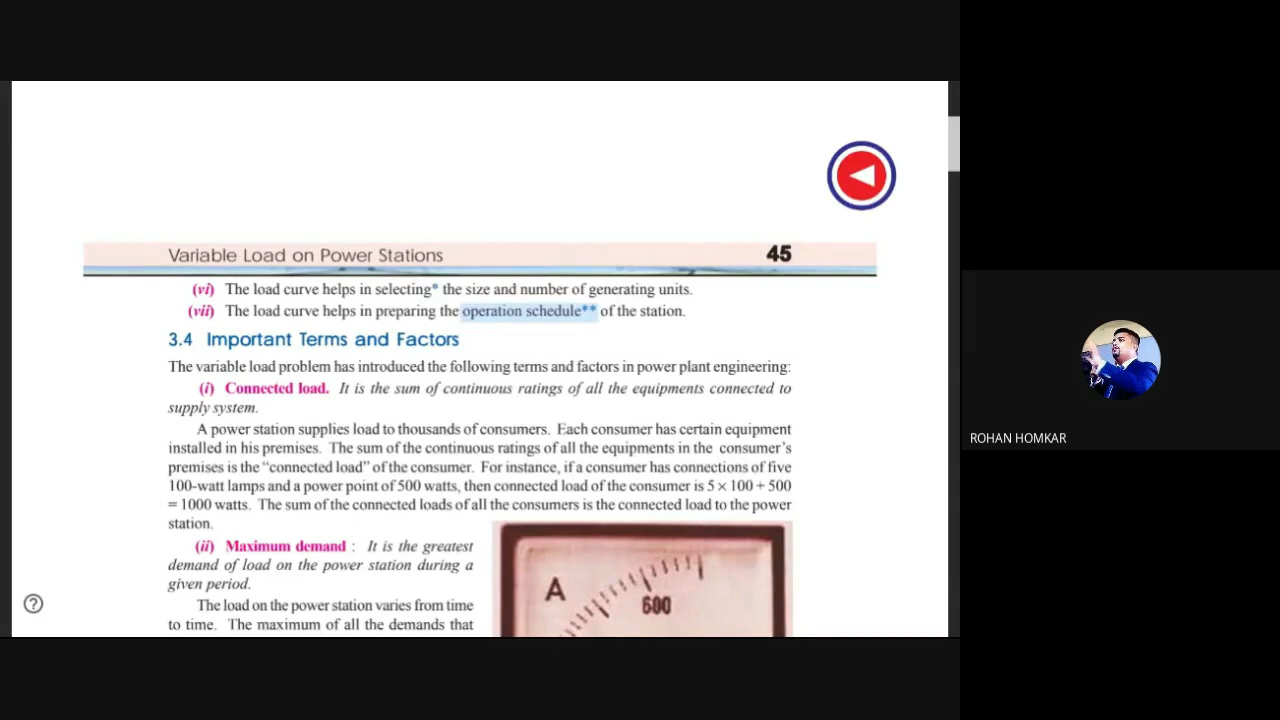 Variable Load on Power Stations 45
(vi) The load curve helps in selecting* the size and number of generating units.
(vii) The load curve helps in preparing the operation schedule** of the station.
3.4 Important Terms and Factors
The variable load problem has introduced the following terms and factors in power plant engineering:
(i) Connected load. It is the sum of continuous ratings of all the equipments connected to
supply system.
A power station supplies load to thousands of consumers. Each consumer has certain equipment
installed in his premises. The sum of the continuous ratings of all the equipments in the consumer's
premises is the “connected load” of the consumer. For instance, if a consumer has connections of five
100-watt lamps and a power point of 500 watts, then connected load of the consumer is 5 × 100 + 500
= 1000 watts. The sum of the connected loads of all the consumers is the connected load to the power
station.
(ii) Maximum demand : It is the greatest
demand of load on the power station during a
given period.
The load on the power station varies from time
to time. The maximum of all the demands that
A
600
ROHAN HOMKAR